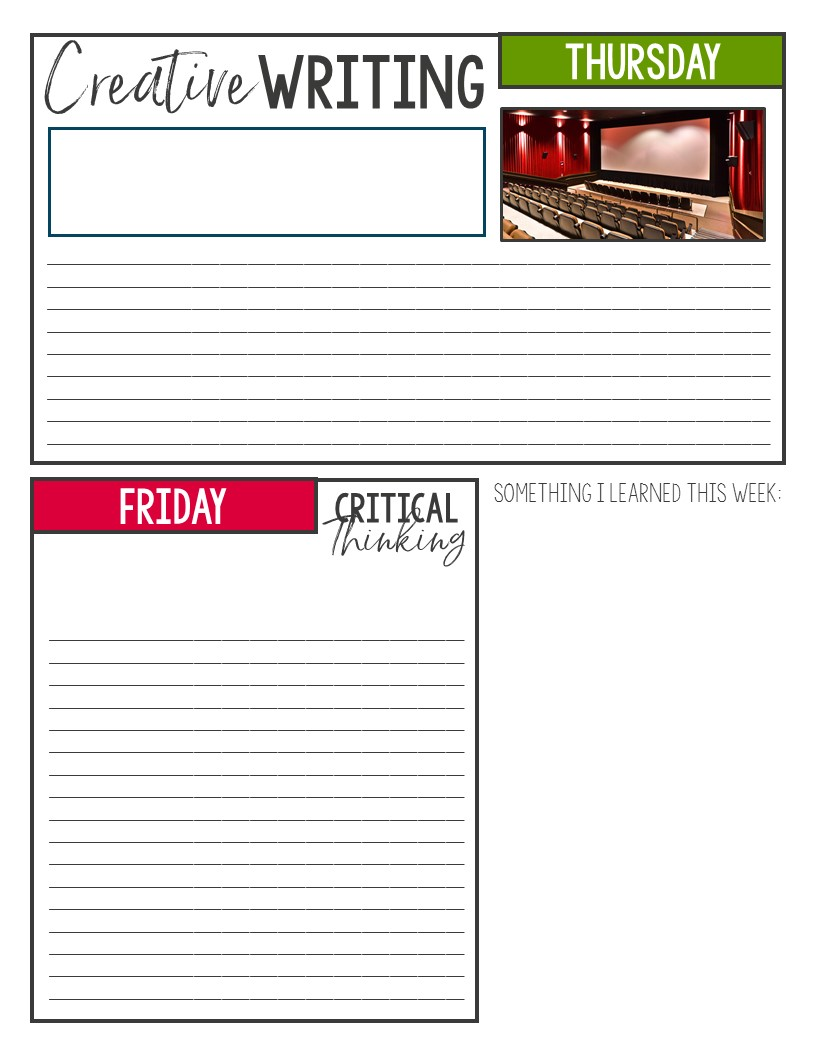 Creative WRITING
THURSDAY
FRIDAY
CRITICAL
Thinking
SOMETHING I LEARNED THIS WEEK: